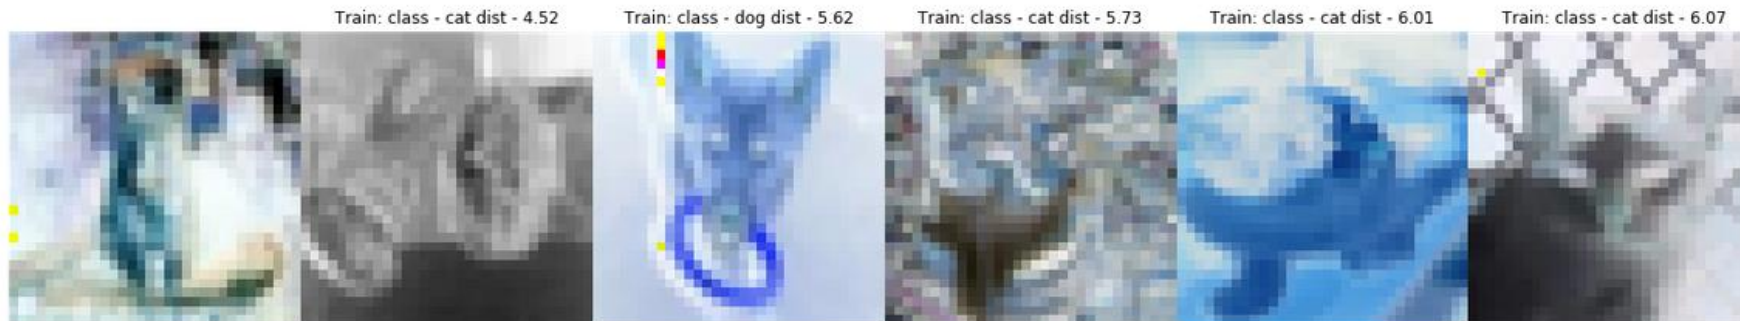 Train: class - cat dist - 4.52
Train: class - dog dist - 5.62
Train: class - cat dist - 5.73
Train: class - cat dist - 6.01
Train: class - cat dist - 6.07